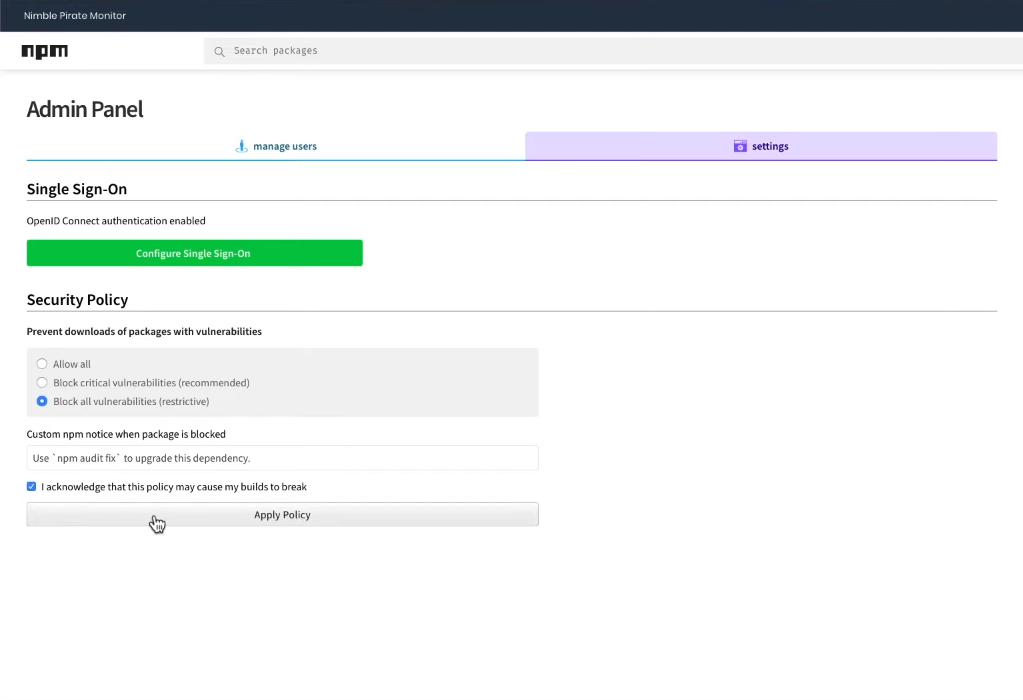 Nimble Pirate Monitor
npm
Search packages
Admin Panel
manage users
settings
Single Sign-On
OpenID Connect authentication enabled
Configure Single Sign-On
Security Policy
Prevent downloads of packages with vulnerabilities
Allow all
Block critical vulnerabilities (recommended)
Block all vulnerabilities (restrictive)
Custom npm notice when package is blocked
Use `npm audit fix` to upgrade this dependency.
I acknowledge that this policy may cause my builds to break
Apply Policy